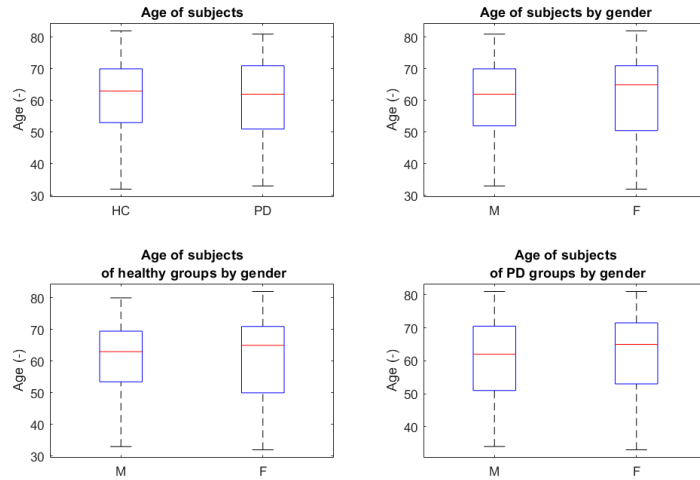 Age of subjects
80
70
60
50
40
30
Age (-)
HC
PD
Age of subjects by gender
80
70
60
50
40
30
Age (-)
M
F
Age of subjects
of healthy groups by gender
80
70
60
50
40
30
Age (-)
M
F
Age of subjects
of PD groups by gender
80
70
60
50
40
Age (-)
M
F